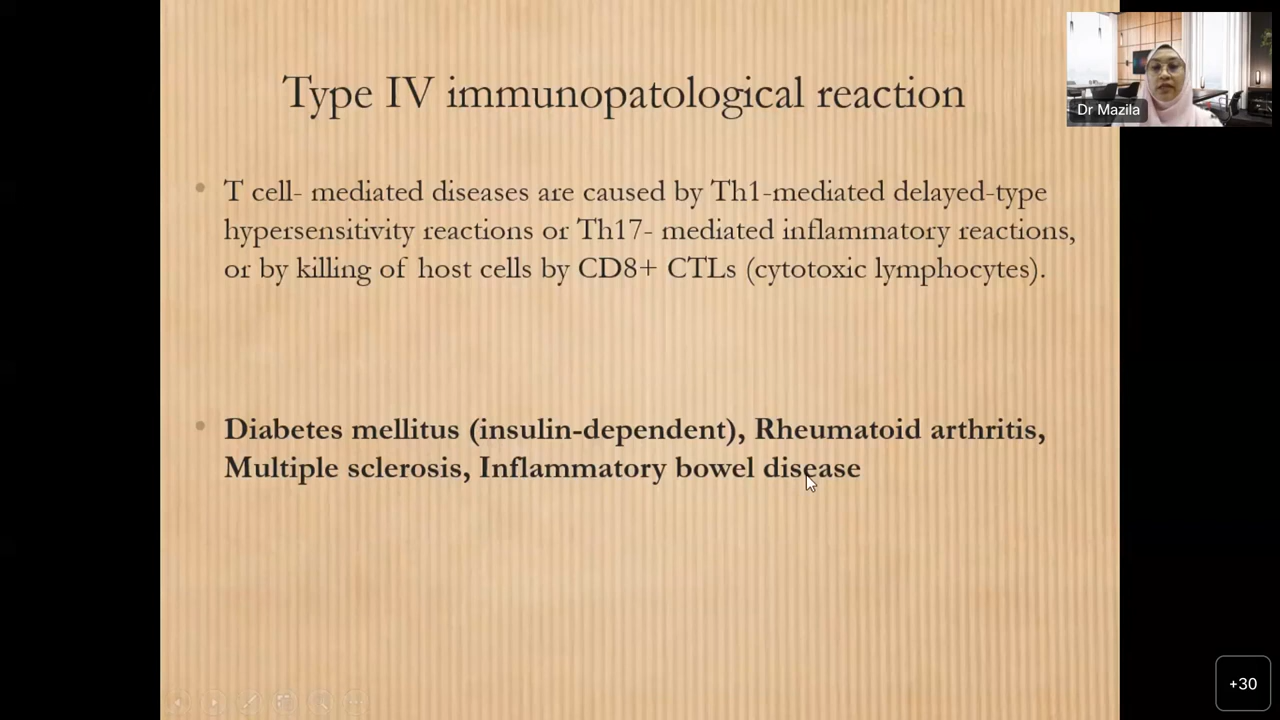 Type IV immunopatological reaction
Dr Mazila
T cell- mediated diseases are caused by Th1-mediated delayed-type
hypersensitivity reactions or Th17- mediated inflammatory reactions,
or by killing of host cells by CD8+ CTLs (cytotoxic lymphocytes).
Diabetes mellitus (insulin-dependent), Rheumatoid arthritis,
Multiple sclerosis, Inflammatory bowel disease
+30